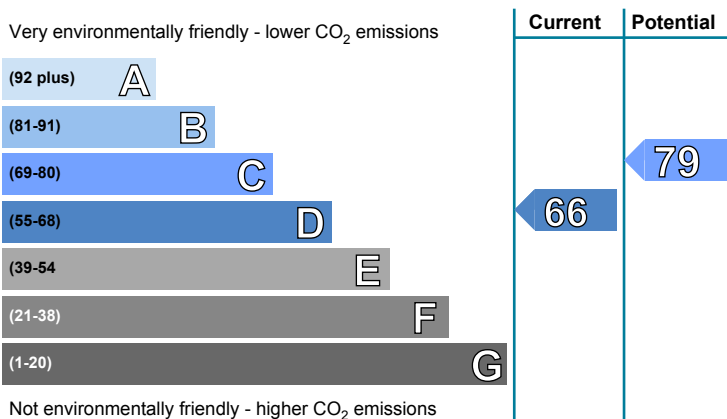 Very environmentally friendly - lower CO2 emissions
Current
Potential
(92 plus) A
(81-91) B
(69-80) C
79
(55-68) D
66
(39-54 E
(21-38) F
(1-20) G
Not environmentally friendly - higher CO2 emissions